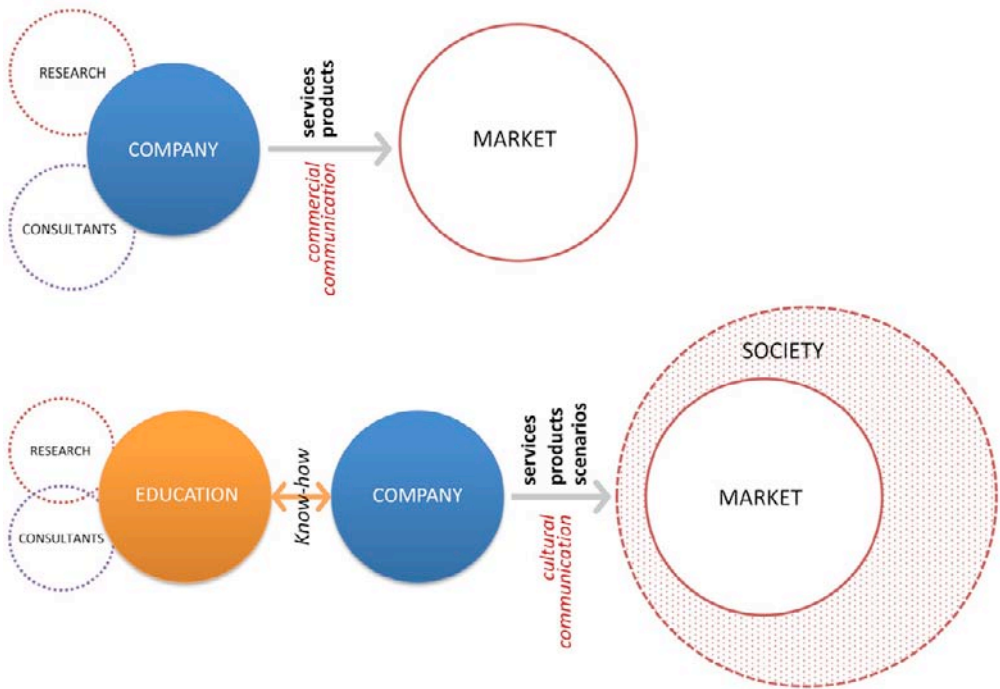 RESEARCH
COMPANY
CONSULTANTS
services
products
commercial
communication
MARKET
RESEARCH
CONSULTANTS
EDUCATION
Know-how
COMPANY
services
products
scenarios
cultural
communication
SOCIETY
MARKET